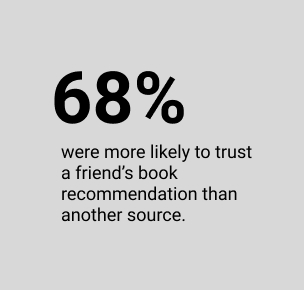 68%
were more likely to trust
a friend’s book
recommendation than
another source.